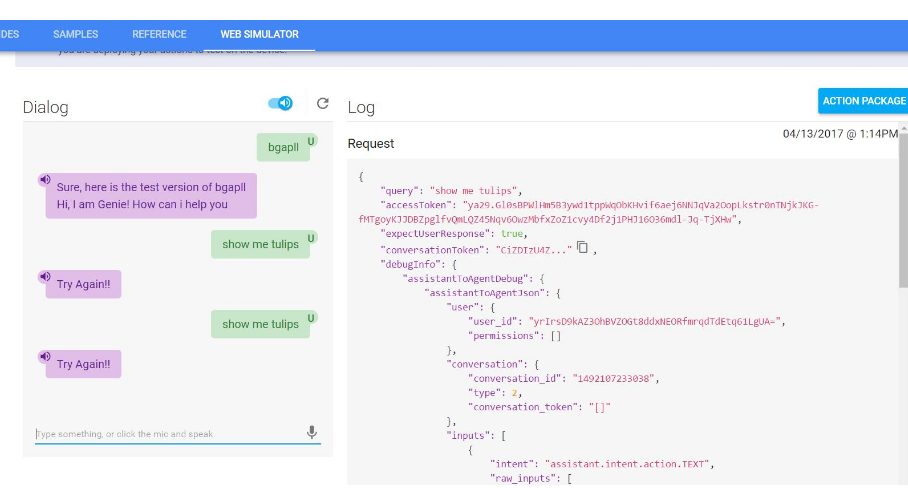 DES SAMPLES REFERENCE WEB SIMULATOR
you are deploying your actions to test on the device.
Dialog
Log
ACTION PACKAGE
04/13/2017 @ 1:14PM
Request
bgapll U
Sure, here is the test version of bgapll
Hi, I am Genie! How can i help you
show me tulips U
Try Again!!
show me tulips U
Try Again!!
Type something, or click the mic and speak
{
"query": "show me tulips",
"accessToken": "ya29.Gl0sBPWlHm5B3ywd1tppWqObKHvif6aej6NNJqVa2OopLkstr0nTNjkJKG-
fMTgoyKJJDBZpglfvQmLQZ45Nqv6OwzMbfxZoZ1cvy4Df2j1PHJ16O36mdl-Jq-TjXHw",
"expectUserResponse": true,
"conversationToken": "CiZDIzU4Z..." ,
"debugInfo": {
"assistantToAgentDebug": {
"assistantToAgentJson": {
"user": {
"user_id": "yrIrsD9kAZ3OhBVZOGt8ddxNEORfmrqdTdEtq61LgUA=",
"permissions": []
},
"conversation": {
"conversation_id": "1492107233038",
"type": 2,
"conversation_token": "[]"
},
"inputs": [
{
"intent": "assistant.intent.action.TEXT",
"raw_inputs": [